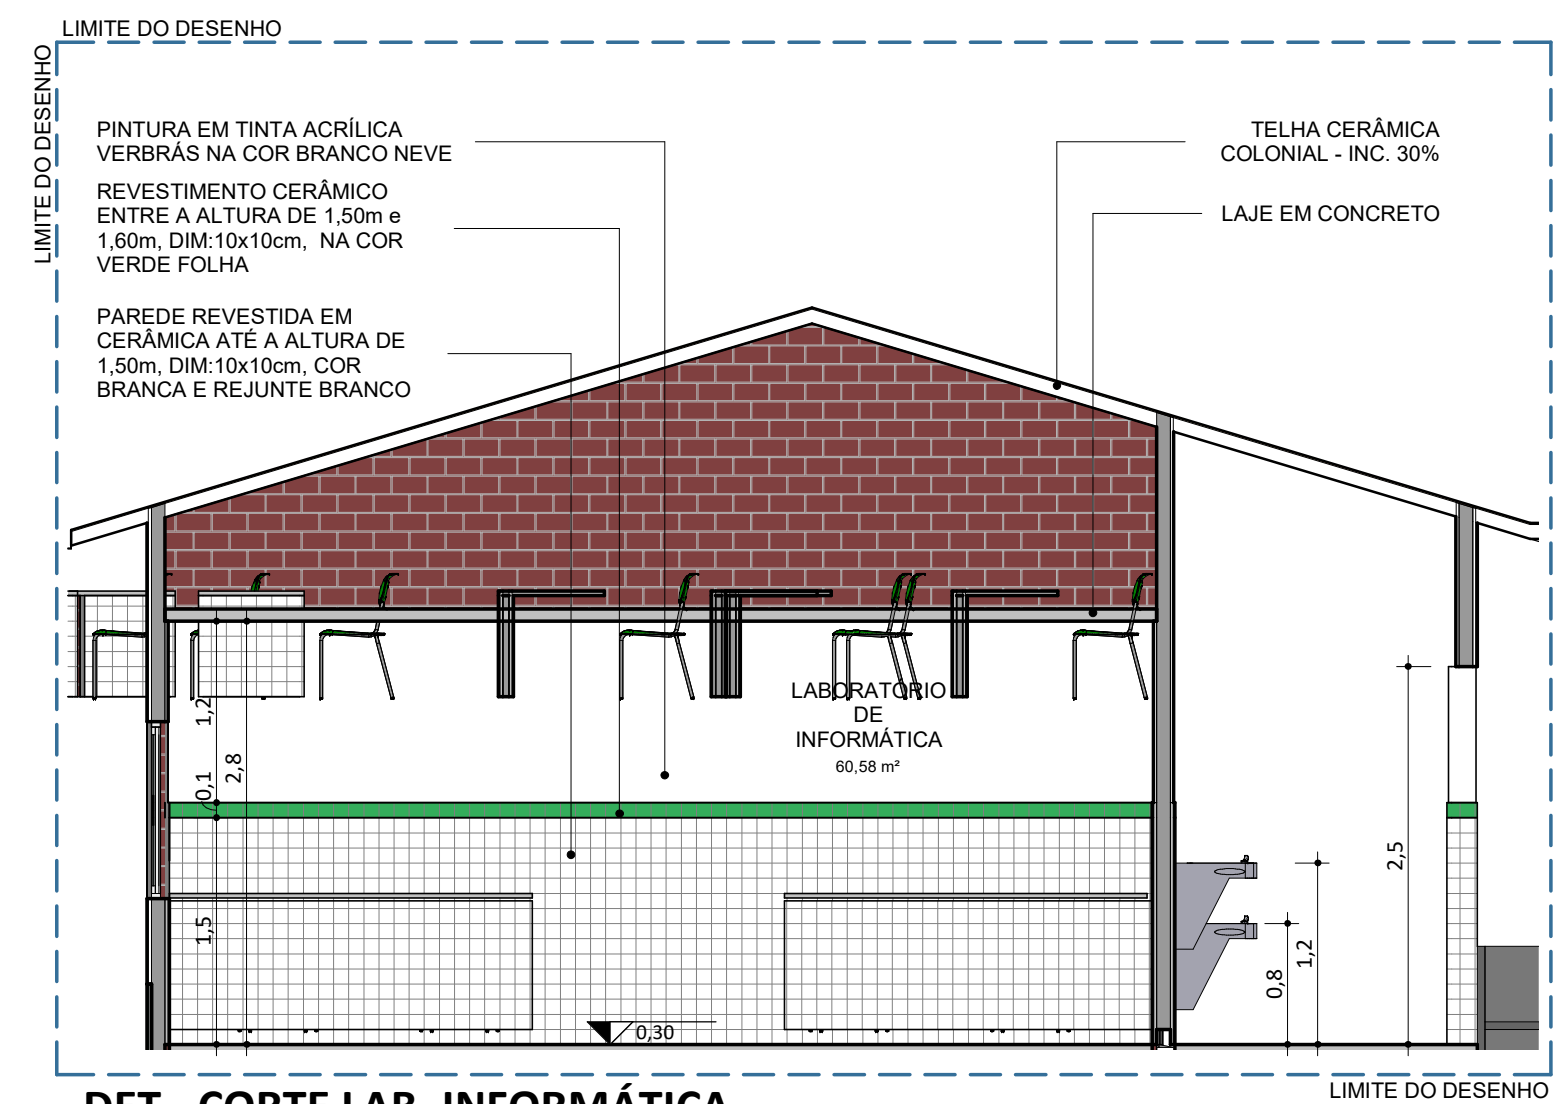 LIMITE DO DESENHO
LIMITE DO DESENHO
PINTURA EM TINTA ACRÍLICA
VERBRÁS NA COR BRANCO NEVE
REVESTIMENTO CERÂMICO
ENTRE A ALTURA DE 1,50m e
1,60m, DIM:10x10cm, NA COR
VERDE FOLHA
PAREDE REVESTIDA EM
CERÂMICA ATÉ A ALTURA DE
1,50m, DIM:10x10cm, COR
BRANCA E REJUNTE BRANCO
TELHA CERÂMICA
COLONIAL - INC. 30%
LAJE EM CONCRETO
LABORATÓRIO
DE
INFORMÁTICA
60,58 m²
1,2
0,1
2,8
1,5
0,30
0,8
1,2
2,5
DET - CORTE LAB. INFORMÁTICA
LIMITE DO DESENHO